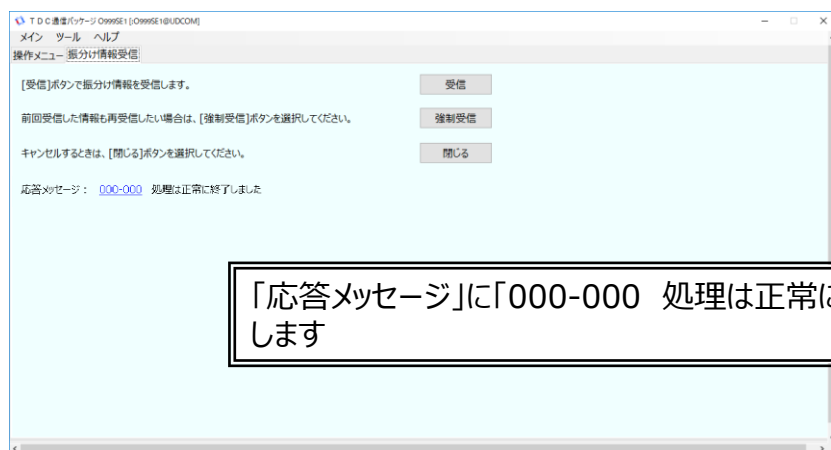 TDC通信パッケージ O9995E1 [:O9995E1@UDCOM]
メイン ツール ヘルプ
操作メニュー 振分け情報受信
[受信]ボタンで振分け情報を受信します。 受信
前回受信した情報も再受信したい場合は、[強制受信]ボタンを選択してください。 強制受信
キャンセルするときは、[閉じる]ボタンを選択してください。 閉じる
応答メッセージ： 000-000 処理は正常に終了しました
「応答メッセージ」に「000-000 処理は正常に
します